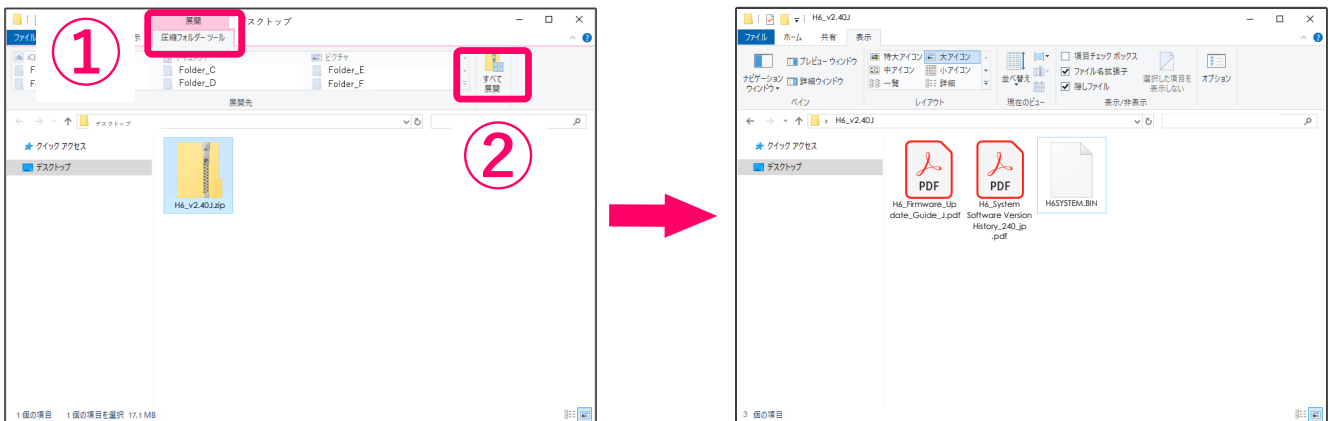 展開
デスクトップ
ファイル
示
圧縮フォルダー ツール
①
ピクチャ
Folder_C
Folder_E
Folder_D
Folder_F
すべて
展開
展開先
デスクトップ
②
クイック アクセス
デスクトップ
H6_v2.40J.zip
1 個の項目
1 個の項目を選択 17.1 MB
H6_v2.40J
ファイル
ホーム
共有
表示
ナビゲーション
ウィンドウ
プレビュー ウィンドウ
詳細ウィンドウ
特大アイコン
大アイコン
中アイコン
小アイコン
一覧
詳細
並べ替え
項目チェック ボックス
ファイル名拡張子
隠しファイル
選択した項目を
表示しない
オプション
ペイン
レイアウト
現在のビュー
表示/非表示
H6_v2.40J
クイック アクセス
デスクトップ
PDF
H6_Firmware_Up
date_Guide_J.pdf
PDF
H6_System
Software Version
History_240_jp
.pdf
H6SYSTEM.BIN
3 個の項目